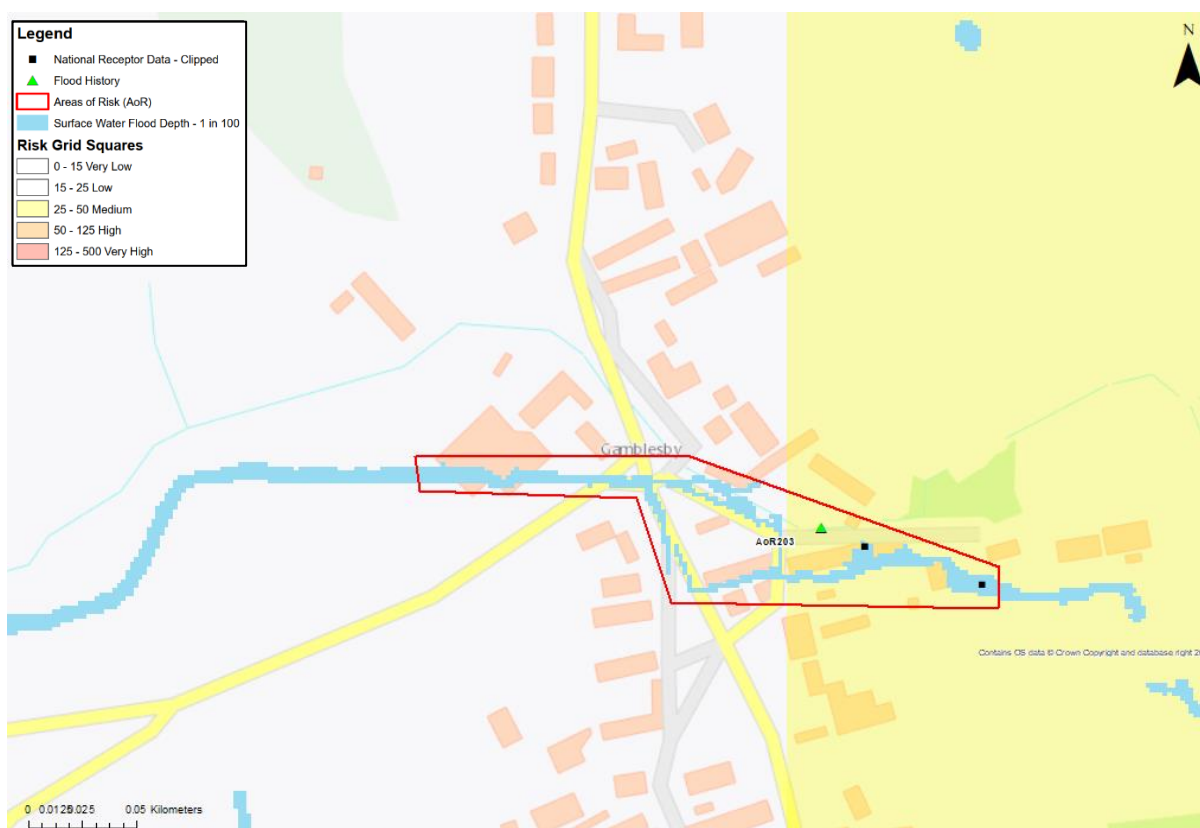 Legend
National Receptor Data - Clipped
Flood History
Areas of Risk (AoR)
Surface Water Flood Depth - 1 in 100
Risk Grid Squares
0 - 15 Very Low
15 - 25 Low
25 - 50 Medium
50 - 125 High
125 - 500 Very High
N
Gamblesby
AoR203
Contains OS data © Crown Copyright and database right 2
0 0.05 Kilometers